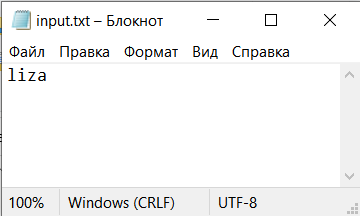 input.txt – Блокнот
Файл Правка Формат Вид Справка
liza
100% Windows (CRLF) UTF-8